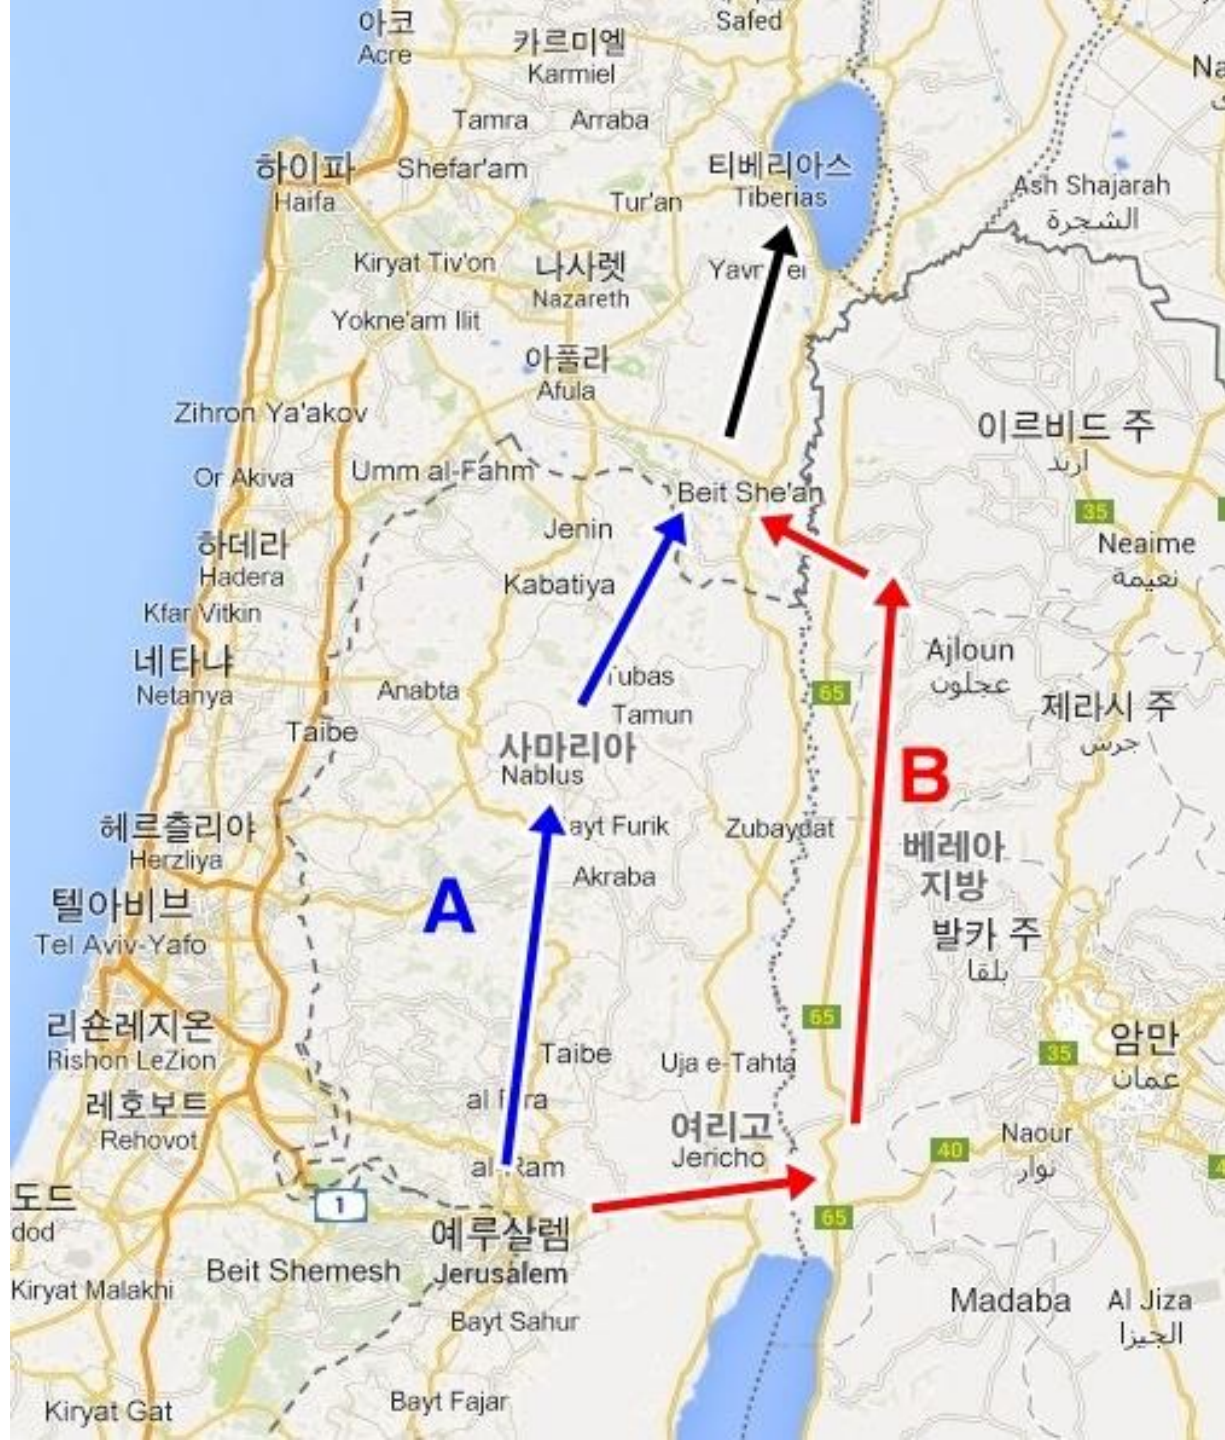 아코
Acre
카르미엘
Karmiel
Safed
Tamra
Arraba
하이파
Haifa
Shefar'am
티베리아스
Tiberias
Tur'an
Ash Shajarah
الشجرة
Kiryat Tiv'on
나사렛
Nazareth
Yokne'am Ilit
아풀라
Afula
Zihron Ya'akov
이르비드 주
اربد
Or Akiva
Umm al-Fahm
Beit She'an
35
Jenin
Neaime
نعيمة
하데라
Hadera
Kabatiya
Kfar Vitkin
네타냐
Netanya
Anabta
Tubas
Tamun
65
Ajloun
عجلون
제라시 주
جرش
Taibe
사마리아
Nablus
B
헤르츨리야
Herzliya
ayt Furik
Zubaydat
베레아
지방
Akraba
A
텔아비브
Tel Aviv-Yafo
발카 주
بلقا
리숀레지온
Rishon LeZion
65
35
암만
عمان
Taibe
Uja e-Tahta
레호보트
Rehovot
여리고
Jericho
Naour
ناور
40
도드
dod
1
al-Ram
65
예루살렘
Jerusalem
Beit Shemesh
Kiryat Malakhi
Bayt Sahur
Madaba
Al Jiza
الجيزا
Kiryat Gat
Bayt Fajar